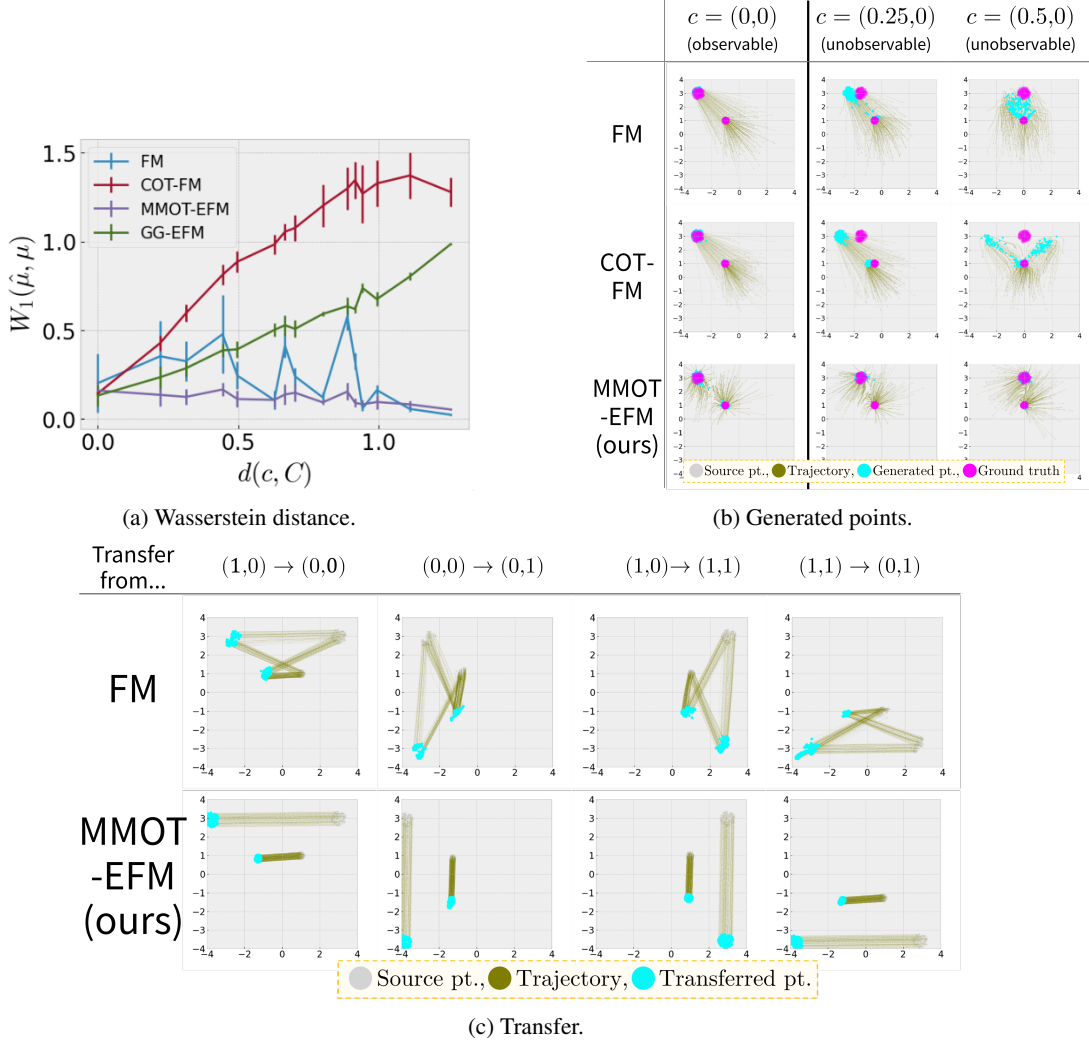 1.5
1.0
0.5
0.0
0.0 0.5 1.0
W₁(μ̂, μ)
d(c, C)
FM
COT-FM
MMOT-EFM
GG-EFM
(a) Wasserstein distance.
c = (0,0) c = (0.25,0) c = (0.5,0)
(observable) (unobservable) (unobservable)
FM
COT-
FM
MMOT
-EFM
(ours)
Source pt., Trajectory, Generated pt., Ground truth
(b) Generated points.
Transfer
from...
(1,0) → (0,0) (0,0) → (0,1) (1,0)→ (1,1) (1,1) → (0,1)
FM
MMOT
-EFM
(ours)
Source pt., Trajectory, Transferred pt.
(c) Transfer.